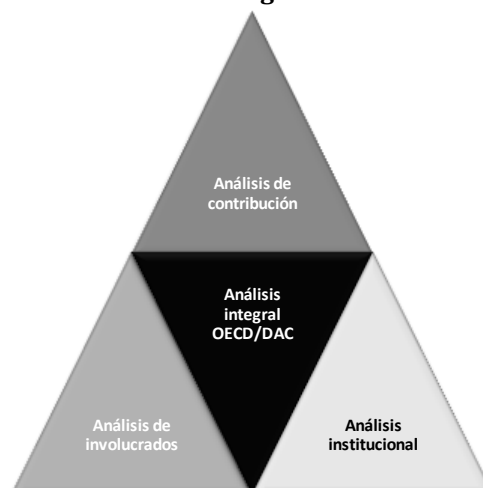 Análisis de
contribución
Análisis
integral
OECD/DAC
Análisis de
involucrados
Análisis
institucional